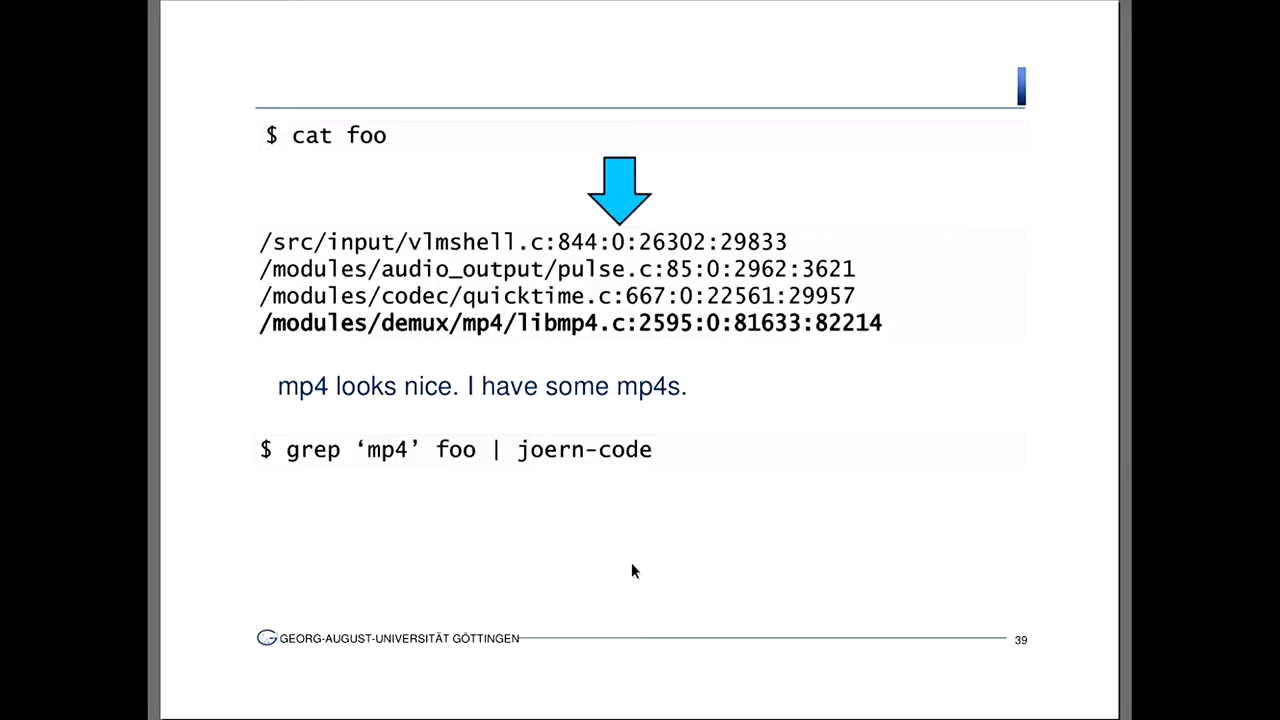 $ cat foo
/src/input/vlmshell.c:844:0:26302:29833
/modules/audio_output/pulse.c:85:0:2962:3621
/modules/codec/quicktime.c:667:0:22561:29957
/modules/demux/mp4/libmp4.c:2595:0:81633:82214
mp4 looks nice. I have some mp4s.
$ grep ‘mp4’ foo | joern-code
GEORG-AUGUST-UNIVERSITÄT GÖTTINGEN
39